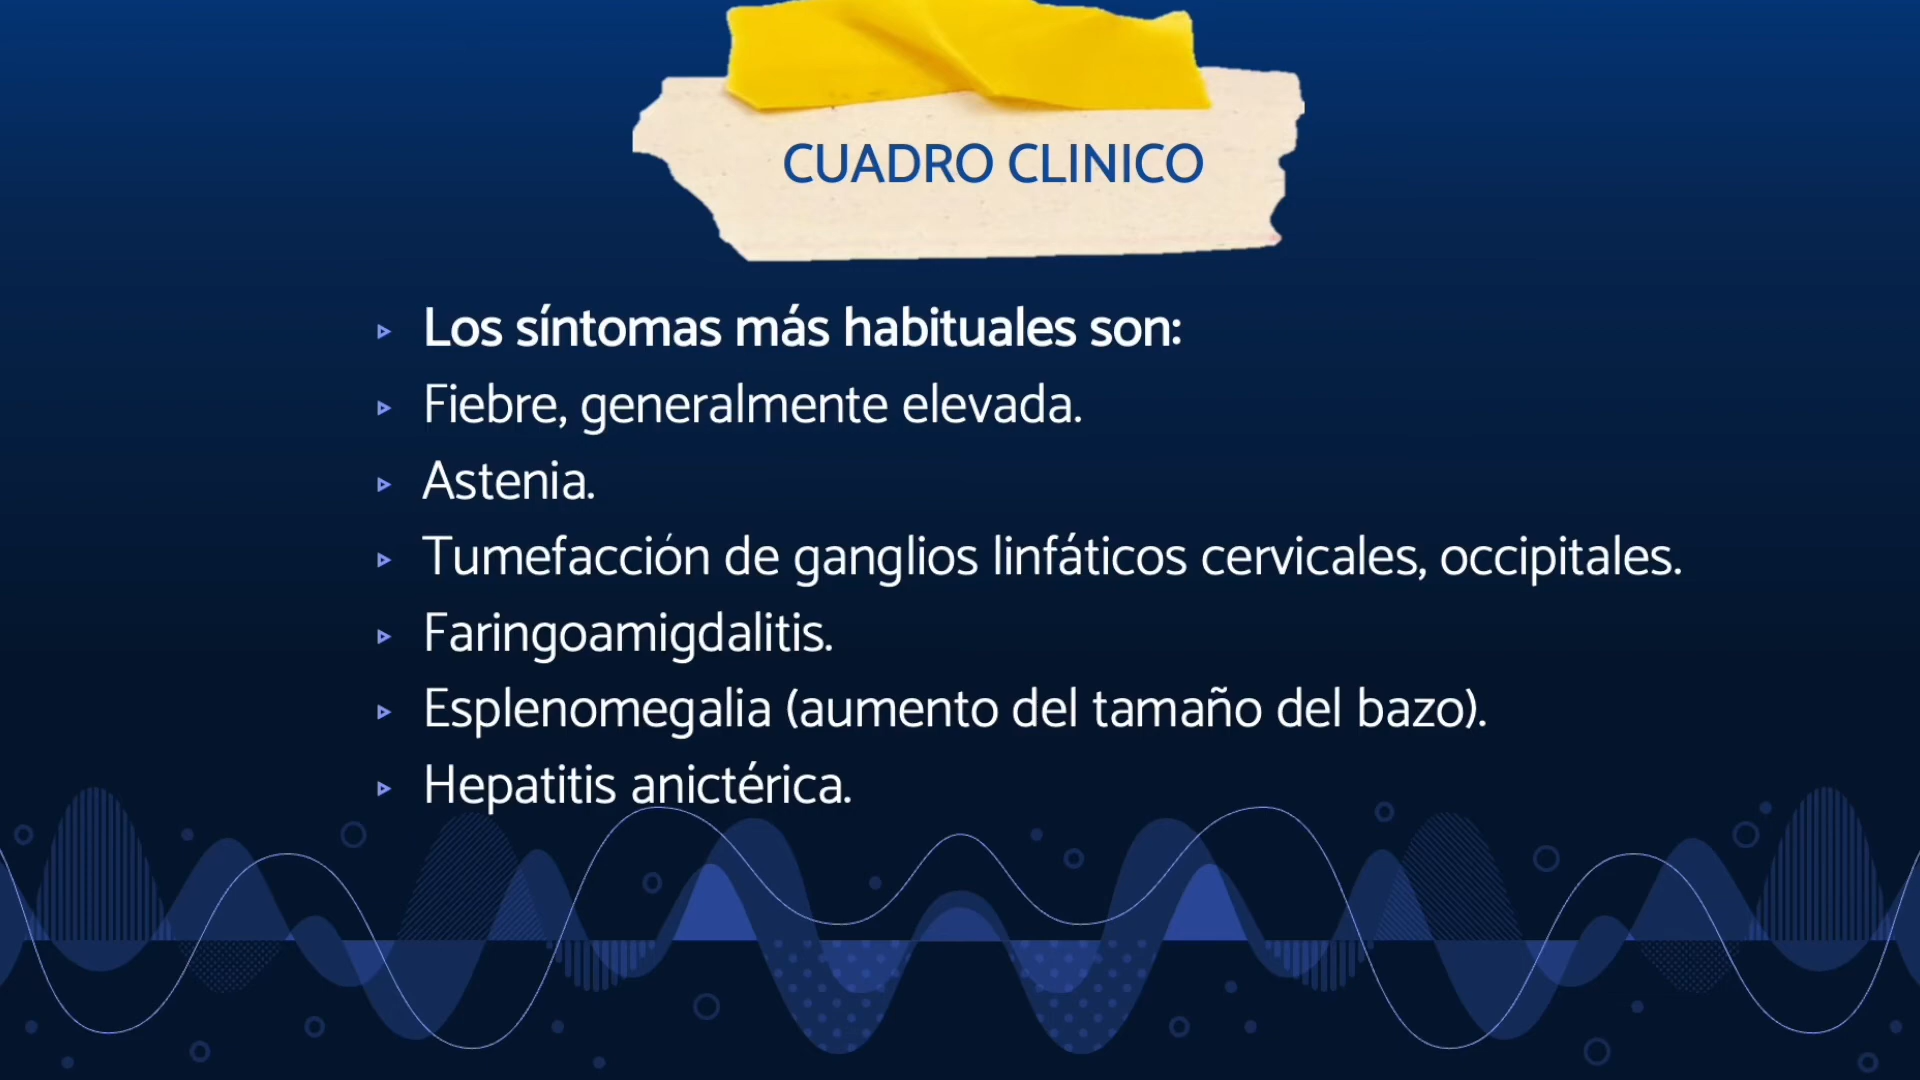 CUADRO CLINICO
Los síntomas más habituales son:
Fiebre, generalmente elevada.
Astenia.
Tumefacción de ganglios linfáticos cervicales, occipitales.
Faringoamigdalitis.
Esplenomegalia (aumento del tamaño del bazo).
Hepatitis anictérica.